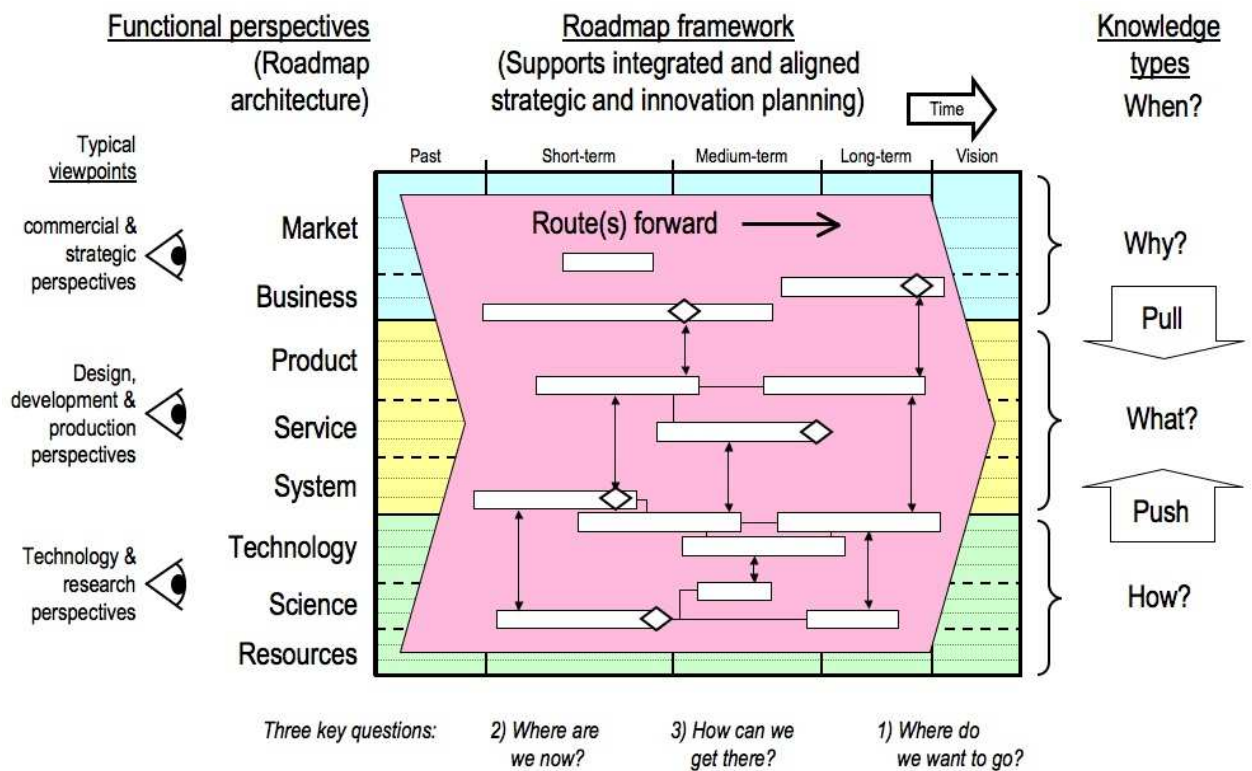 Functional perspectives
(Roadmap
architecture)
Roadmap framework
(Supports integrated and aligned
strategic and innovation planning)
Knowledge
types
Time
When?
Typical
viewpoints
Past
Short-term
Medium-term
Long-term
Vision
commercial &
strategic
perspectives
Market
Business
Route(s) forward
Why?
Pull
Design,
development &
production
perspectives
Product
Service
System
What?
Push
Technology &
research
perspectives
Technology
Science
Resources
How?
Three key questions:
2) Where are
we now?
3) How can we
get there?
1) Where do
we want to go?